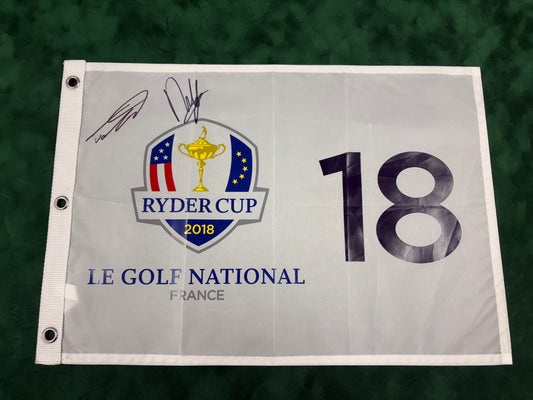 RYDER CUP
2018
LE GOLF NATIONAL
FRANCE
18